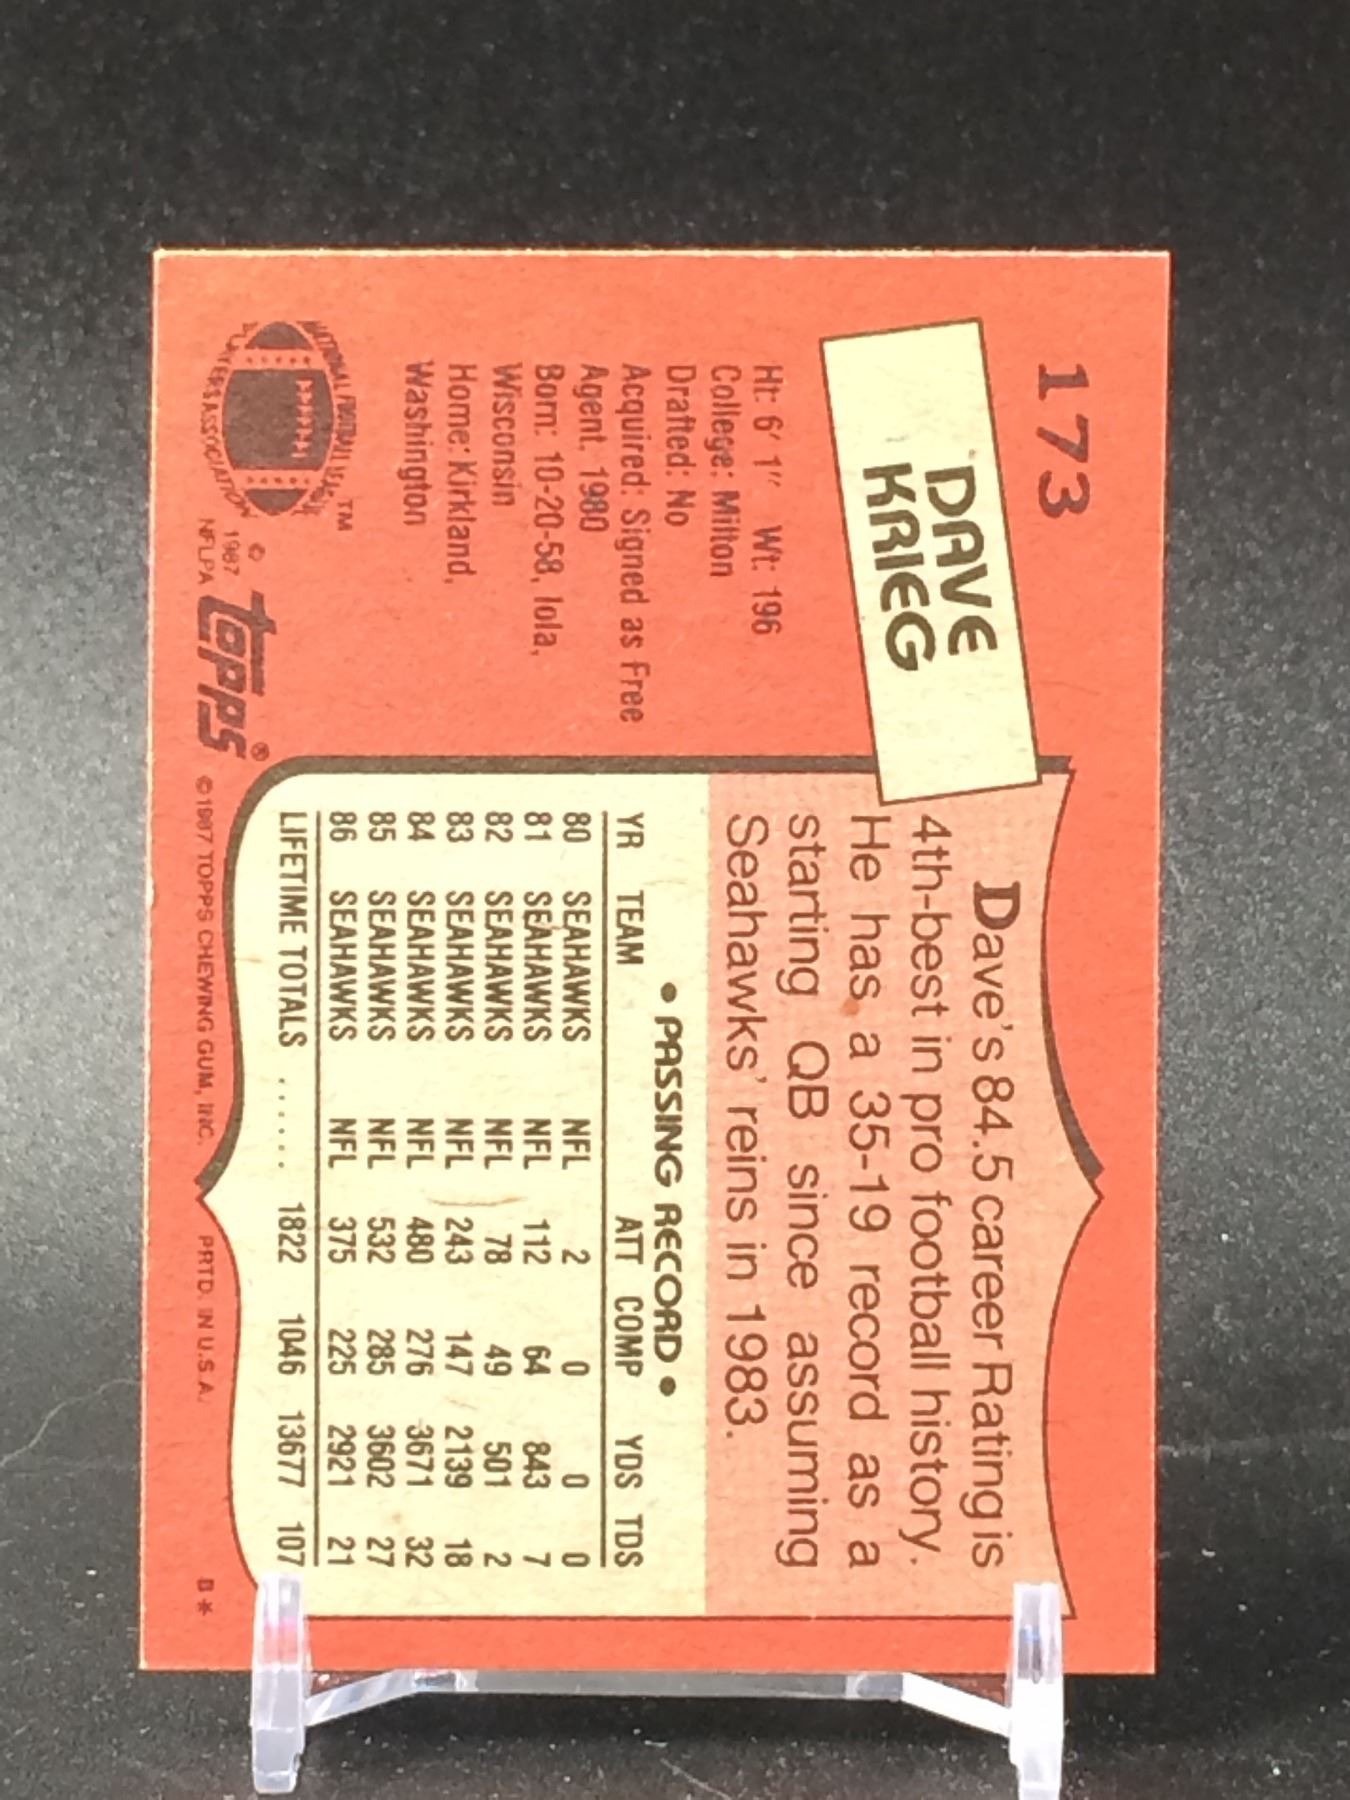 173
DAVE
KRIEG
Ht: 6' 1" Wt: 196
College: Milton
Drafted: No
Acquired: Signed as Free
Agent, 1980
Born: 10-20-58, Iola,
Wisconsin
Home: Kirkland,
Washington
NATIONAL FOOTBALL LEAGUE
PLAYERS ASSOCIATION
TM
© 1987
NFLPA
topps®
Dave's 84.5 career Rating is
4th-best in pro football history.
He has a 35-19 record as a
starting QB since assuming
Seahawks' reins in 1983.
• PASSING RECORD •
YR TEAM ATT COMP YDS TDS
80 SEAHAWKS NFL 2 0 0 0
81 SEAHAWKS NFL 112 64 843 7
82 SEAHAWKS NFL 78 49 501 2
83 SEAHAWKS NFL 243 147 2139 18
84 SEAHAWKS NFL 480 276 3671 32
85 SEAHAWKS NFL 532 285 3602 27
86 SEAHAWKS NFL 375 225 2921 21
LIFETIME TOTALS ...... 1822 1046 13677 107
©1987 TOPPS CHEWING GUM, INC. PRTD. IN U.S.A. B*